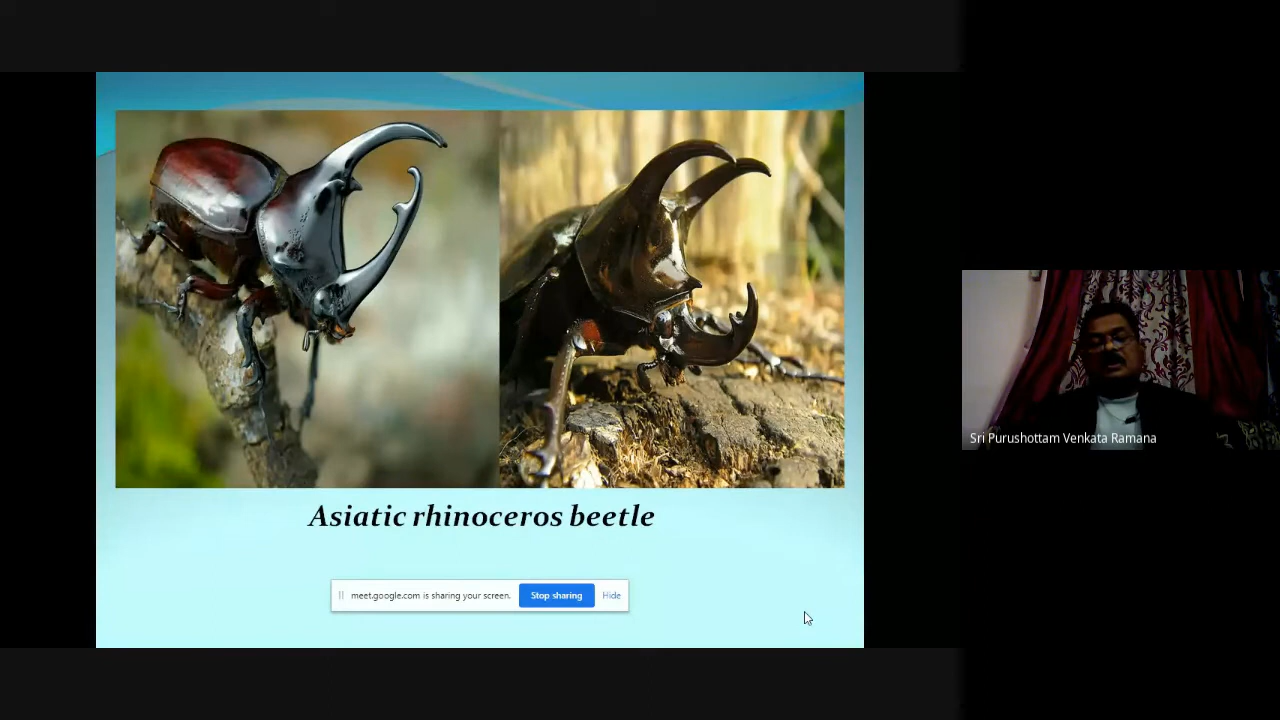 Asiatic rhinoceros beetle
meet.google.com is sharing your screen.
Stop sharing
Hide
Sri Purushottam Venkata Ramana